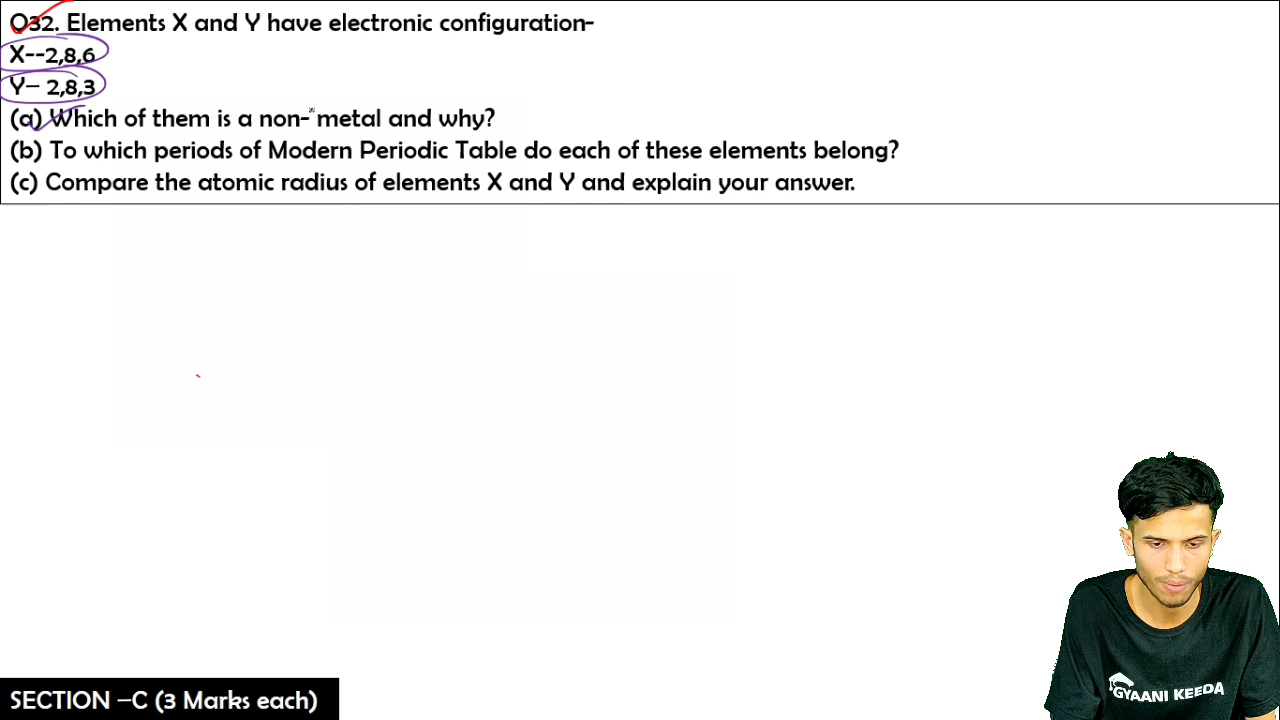 Q32. Elements X and Y have electronic configuration-
X--2,8,6
Y– 2,8,3
(a) Which of them is a non- metal and why?
(b) To which periods of Modern Periodic Table do each of these elements belong?
(c) Compare the atomic radius of elements X and Y and explain your answer.
GYAANI KEEDA
SECTION –C (3 Marks each)